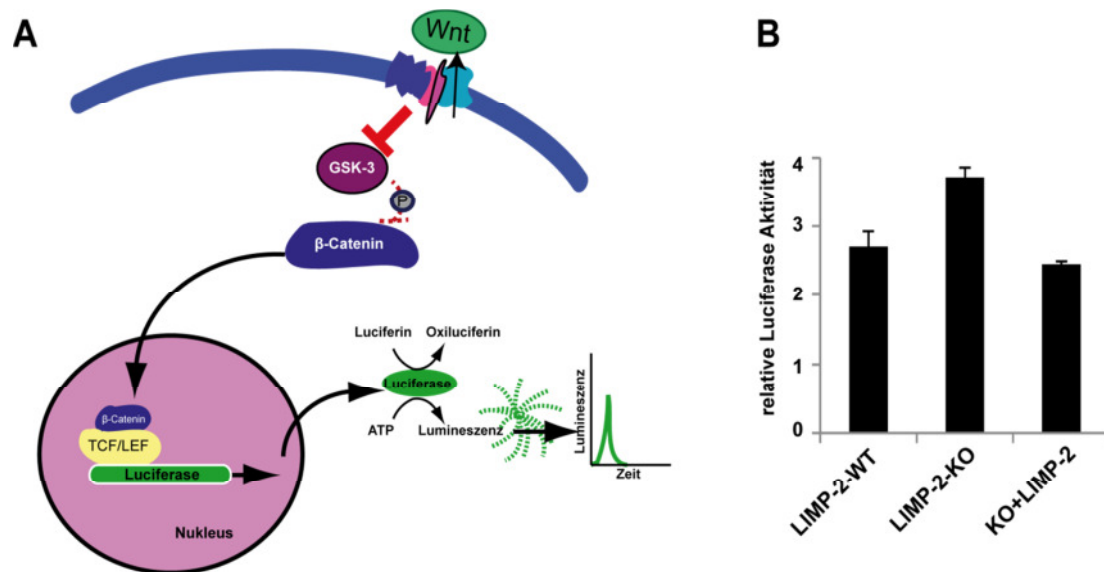 A
Wnt
GSK-3
P
β-Catenin
Luciferin Oxiluciferin
Luciferase
ATP Lumineszenz
Lumineszenz
Zeit
β-Catenin
TCF/LEF
Luciferase
Nukleus
B
relative Luciferase Aktivität
4
3
2
1
0
LIMP-2-WT
LIMP-2-KO
KO+LIMP-2